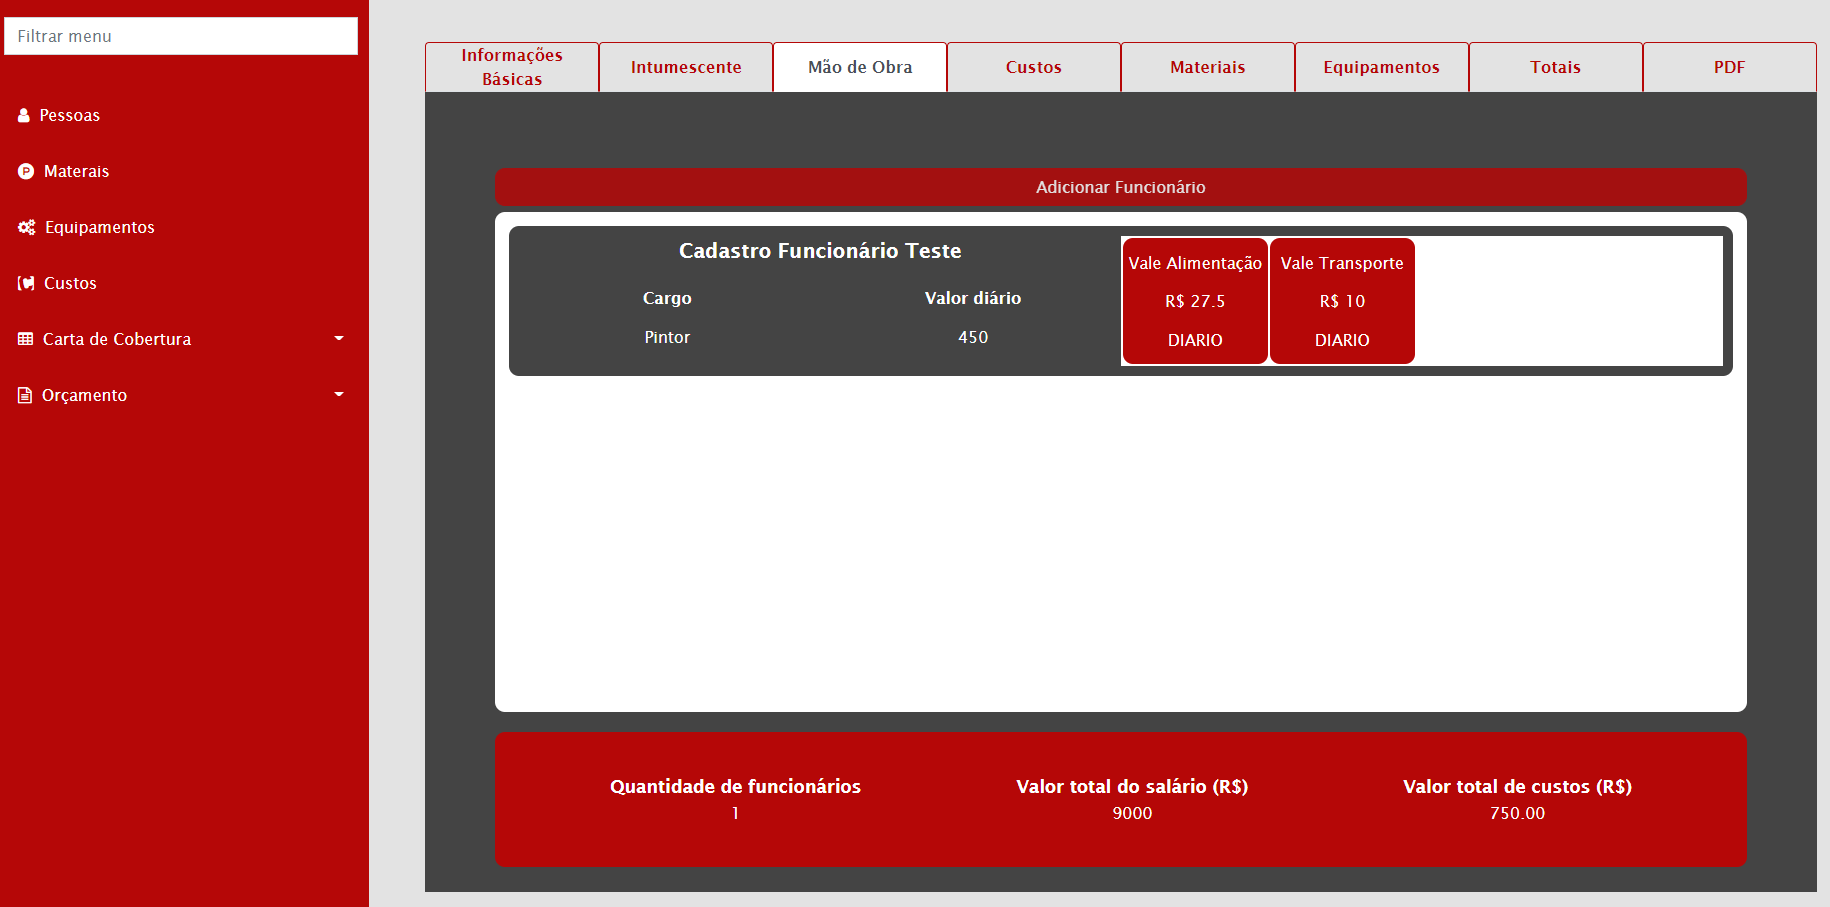 Filtrar menu
Pessoas
Materais
Equipamentos
Custos
Carta de Cobertura
Orçamento
Informações
Básicas
Intumescente
Mão de Obra
Custos
Materiais
Equipamentos
Totais
PDF
Adicionar Funcionário
Cadastro Funcionário Teste
Cargo
Valor diário
Pintor
450
Vale Alimentação
R$ 27.5
DIARIO
Vale Transporte
R$ 10
DIARIO
Quantidade de funcionários
1
Valor total do salário (R$)
9000
Valor total de custos (R$)
750.00